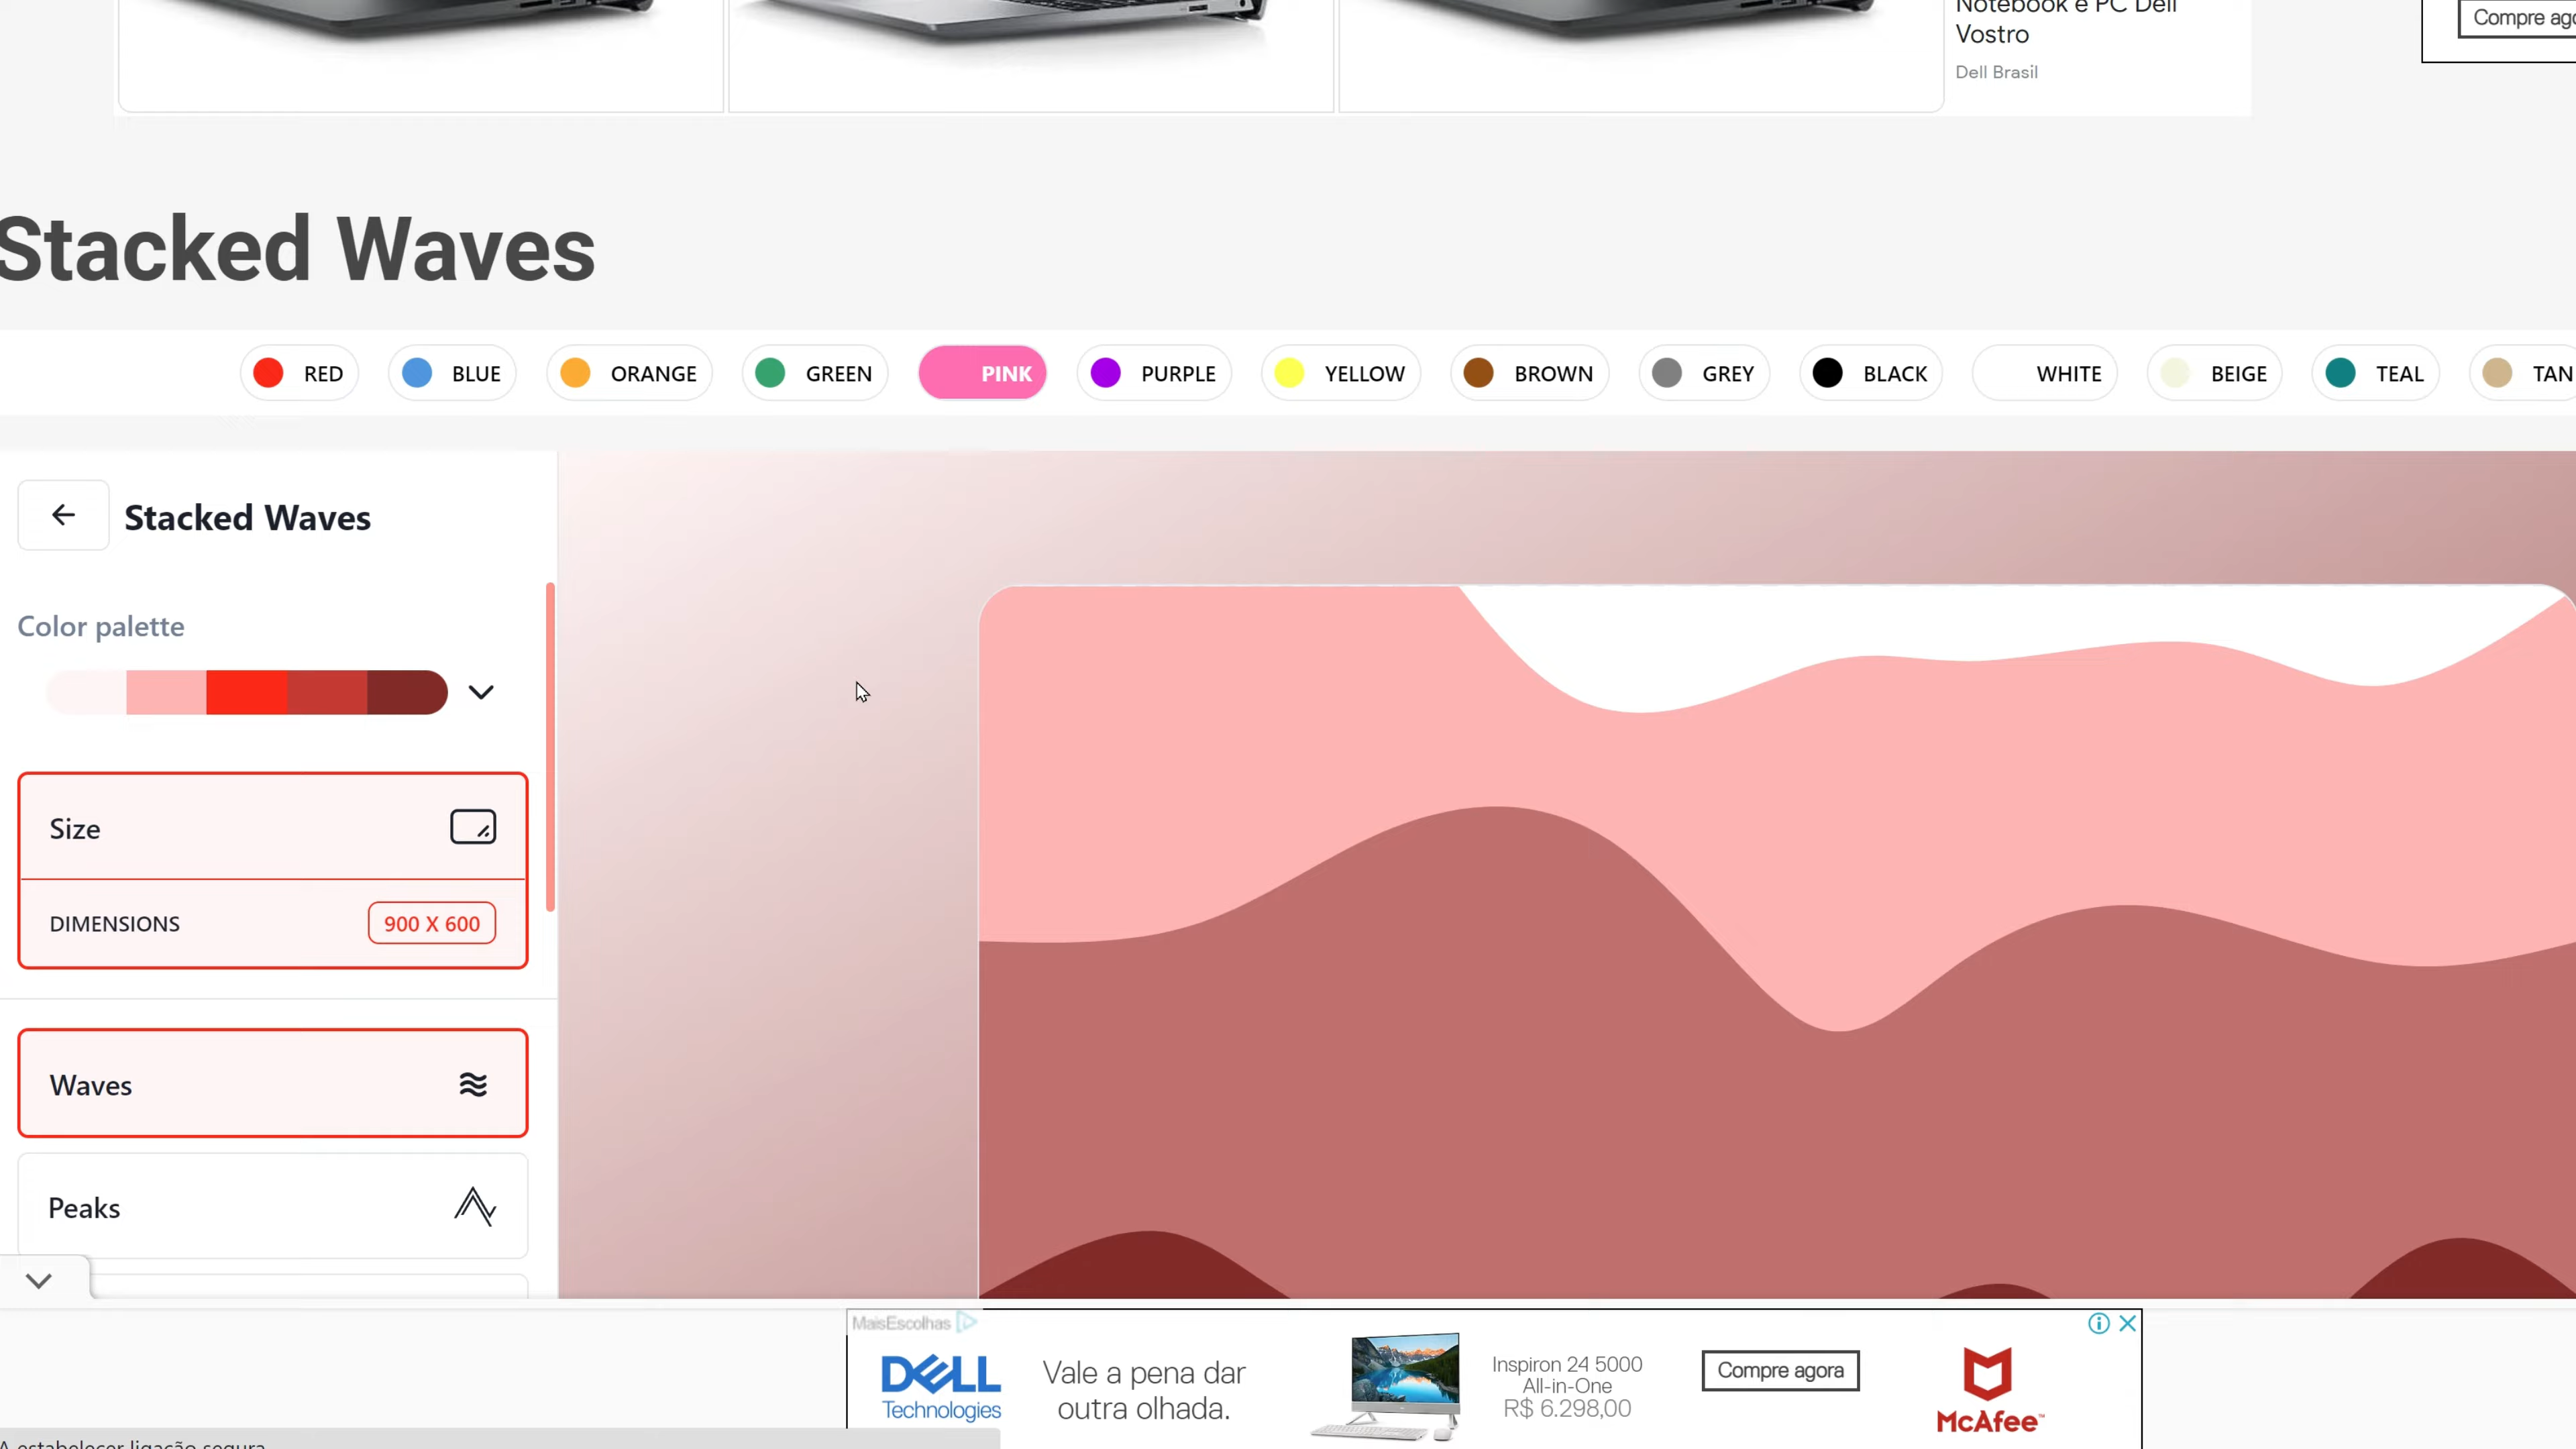 Notebook e PC Dell
Vostro
Dell Brasil
Compre ago
Stacked Waves
RED BLUE ORANGE GREEN PINK PURPLE YELLOW BROWN GREY BLACK WHITE BEIGE TEAL TAN
Stacked Waves
Color palette
Size
DIMENSIONS 900 X 600
Waves
Peaks
MaisEscolhas
DELL
Technologies
Vale a pena dar
outra olhada.
Inspiron 24 5000
All-in-One
R$ 6.298,00
Compre agora
McAfee™
A estabelecer ligação segura